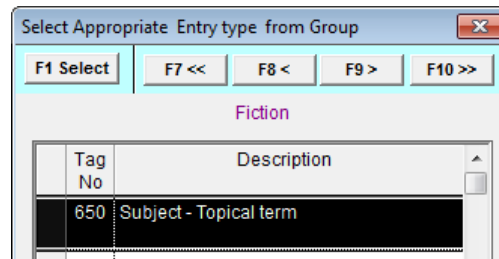 Select Appropriate Entry type from Group
F1 Select F7 << F8 < F9 > F10 >>
Fiction
Tag No Description
650 Subject - Topical term